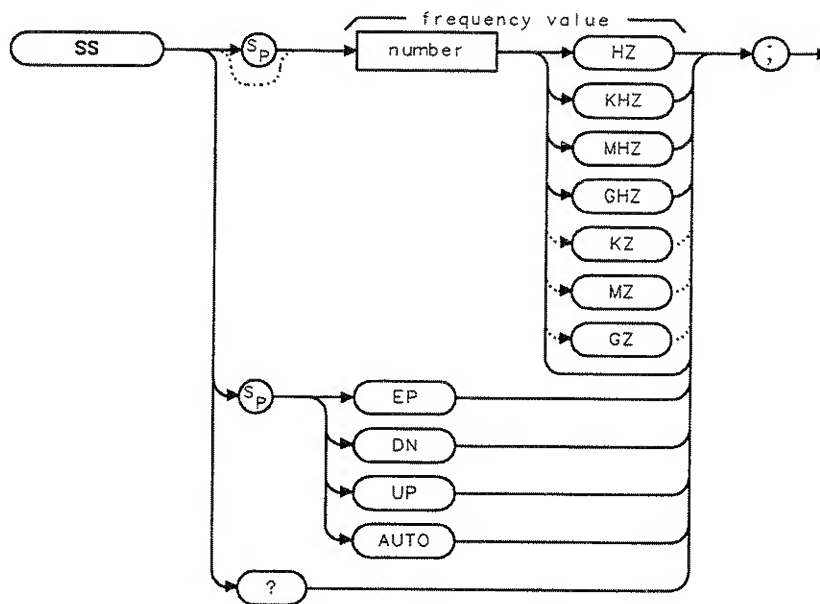 frequency value
SS SP number HZ ;
KHZ
MHZ
GHZ
KZ
MZ
GZ
SP EP
DN
UP
AUTO
?